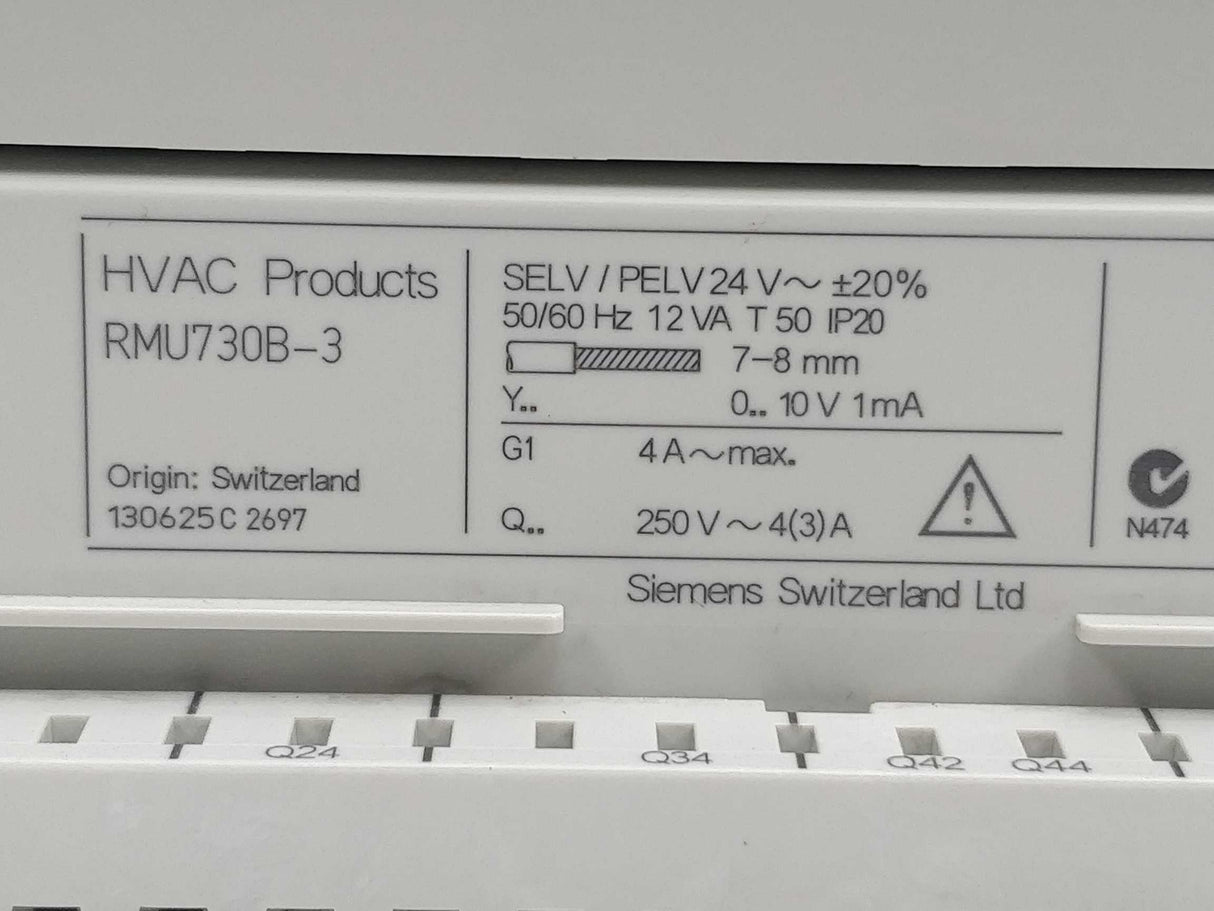 HVAC Products
RMU730B-3
Origin: Switzerland
130625C 2697
SELV / PELV 24 V~ ±20%
50/60 Hz 12 VA T 50 IP20
7-8 mm
Y.. 0.. 10 V 1mA
G1 4 A~max.
Q.. 250 V ~ 4(3) A
N474
Siemens Switzerland Ltd
Q24 Q34 Q42 Q44